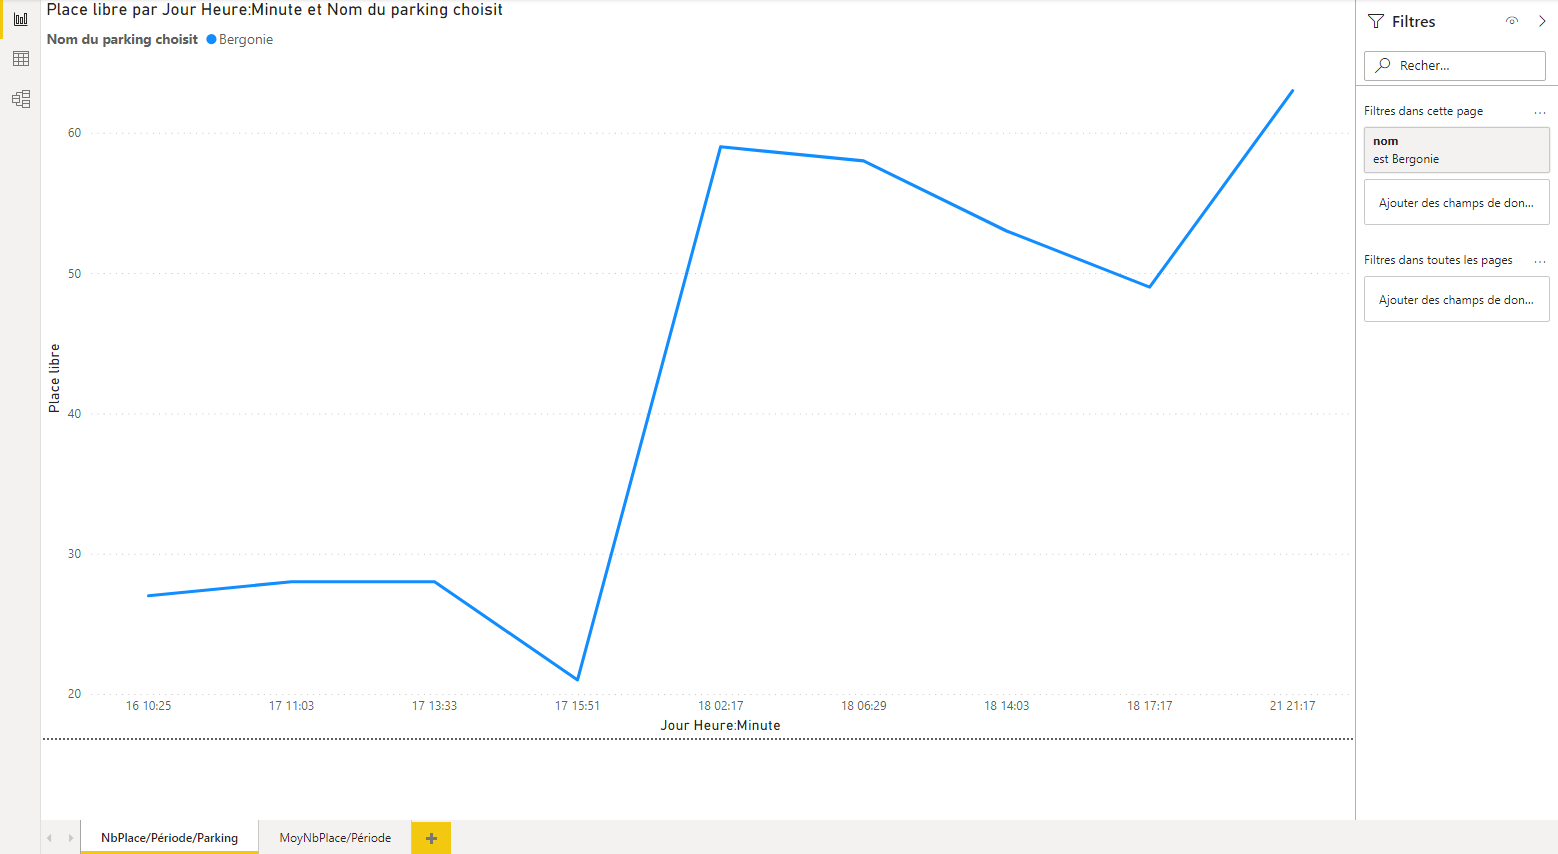 Place libre par Jour Heure:Minute et Nom du parking choisit
Nom du parking choisit Bergonie
60
50
40
30
20
Place libre
16 10:25 17 11:03 17 13:33 17 15:51 18 02:17 18 06:29 18 14:03 18 17:17 21 21:17
Jour Heure:Minute
Filtres
Recher...
Filtres dans cette page ...
nom
est Bergonie
Ajouter des champs de don...
Filtres dans toutes les pages ...
Ajouter des champs de don...
NbPlace/Période/Parking MoyNbPlace/Période +